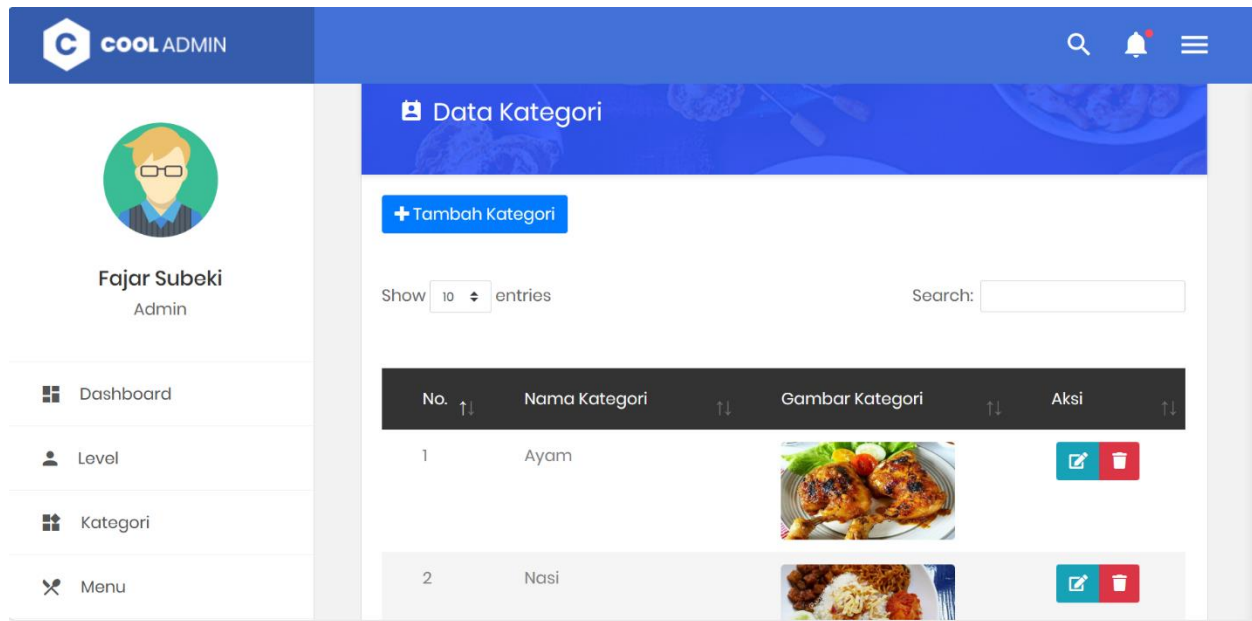 C COOL ADMIN
Data Kategori
Tambah Kategori
Fajar Subeki
Admin
Show 10 entries
Search:
Dashboard
Level
Kategori
Menu
No. Nama Kategori Gambar Kategori Aksi
1 Ayam
2 Nasi